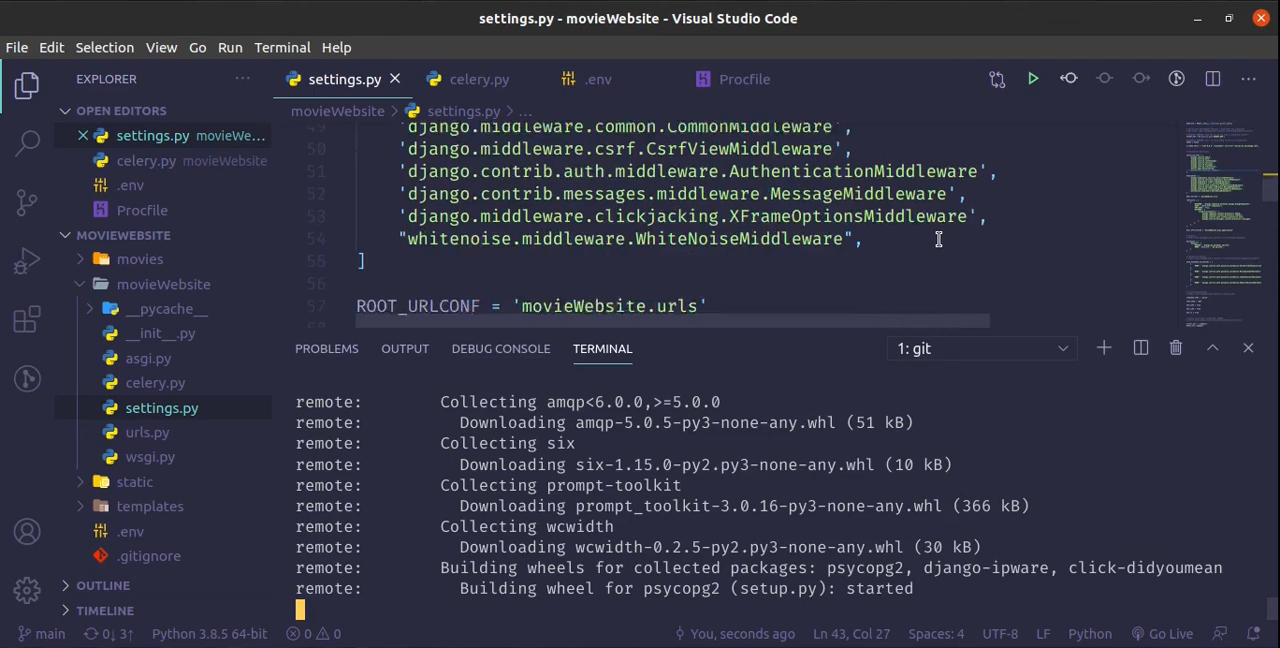 settings.py - movieWebsite - Visual Studio Code
File Edit Selection View Go Run Terminal Help
EXPLORER
OPEN EDITORS
settings.py movieWe...
celery.py movieWebsite
.env
Procfile
MOVIEWEBSITE
movies
movieWebsite
__pycache__
__init__.py
asgi.py
celery.py
settings.py
urls.py
wsgi.py
static
templates
.env
.gitignore
OUTLINE
TIMELINE
settings.py celery.py .env Procfile
movieWebsite > settings.py > ...
49 'django.middleware.common.CommonMiddleware',
50 'django.middleware.csrf.CsrfViewMiddleware',
51 'django.contrib.auth.middleware.AuthenticationMiddleware',
52 'django.contrib.messages.middleware.MessageMiddleware',
53 'django.middleware.clickjacking.XFrameOptionsMiddleware',
54 "whitenoise.middleware.WhiteNoiseMiddleware",
55 ]
56
57 ROOT_URLCONF = 'movieWebsite.urls'
PROBLEMS OUTPUT DEBUG CONSOLE TERMINAL 1: git
remote: Collecting amqp<6.0.0,>=5.0.0
remote: Downloading amqp-5.0.5-py3-none-any.whl (51 kB)
remote: Collecting six
remote: Downloading six-1.15.0-py2.py3-none-any.whl (10 kB)
remote: Collecting prompt-toolkit
remote: Downloading prompt_toolkit-3.0.16-py3-none-any.whl (366 kB)
remote: Collecting wcwidth
remote: Downloading wcwidth-0.2.5-py2.py3-none-any.whl (30 kB)
remote: Building wheels for collected packages: psycopg2, django-ipware, click-didyoumean
remote: Building wheel for psycopg2 (setup.py): started
main 0↓ 3↑ Python 3.8.5 64-bit 0 0 You, seconds ago Ln 43, Col 27 Spaces: 4 UTF-8 LF Python Go Live